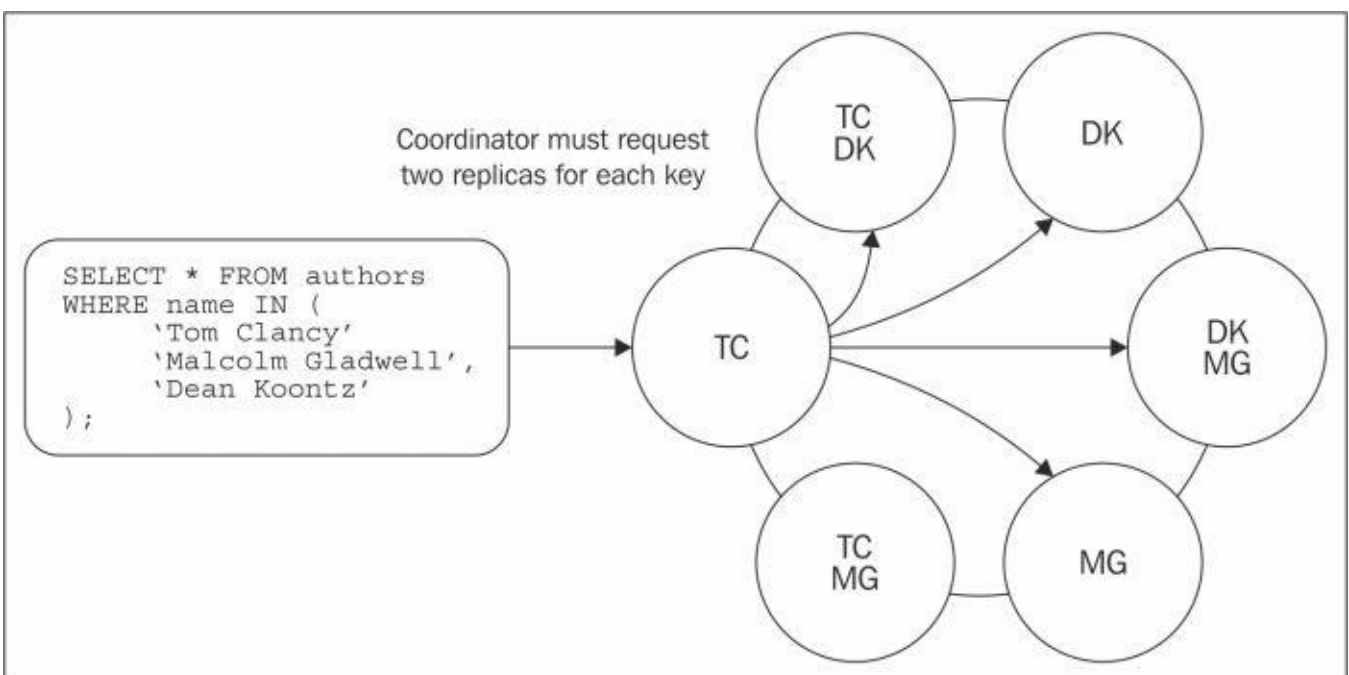 Coordinator must request
two replicas for each key
SELECT * FROM authors
WHERE name IN (
‘Tom Clancy’
‘Malcolm Gladwell’,
‘Dean Koontz’
);
TC
TC
DK
DK
DK
MG
MG
TC
MG